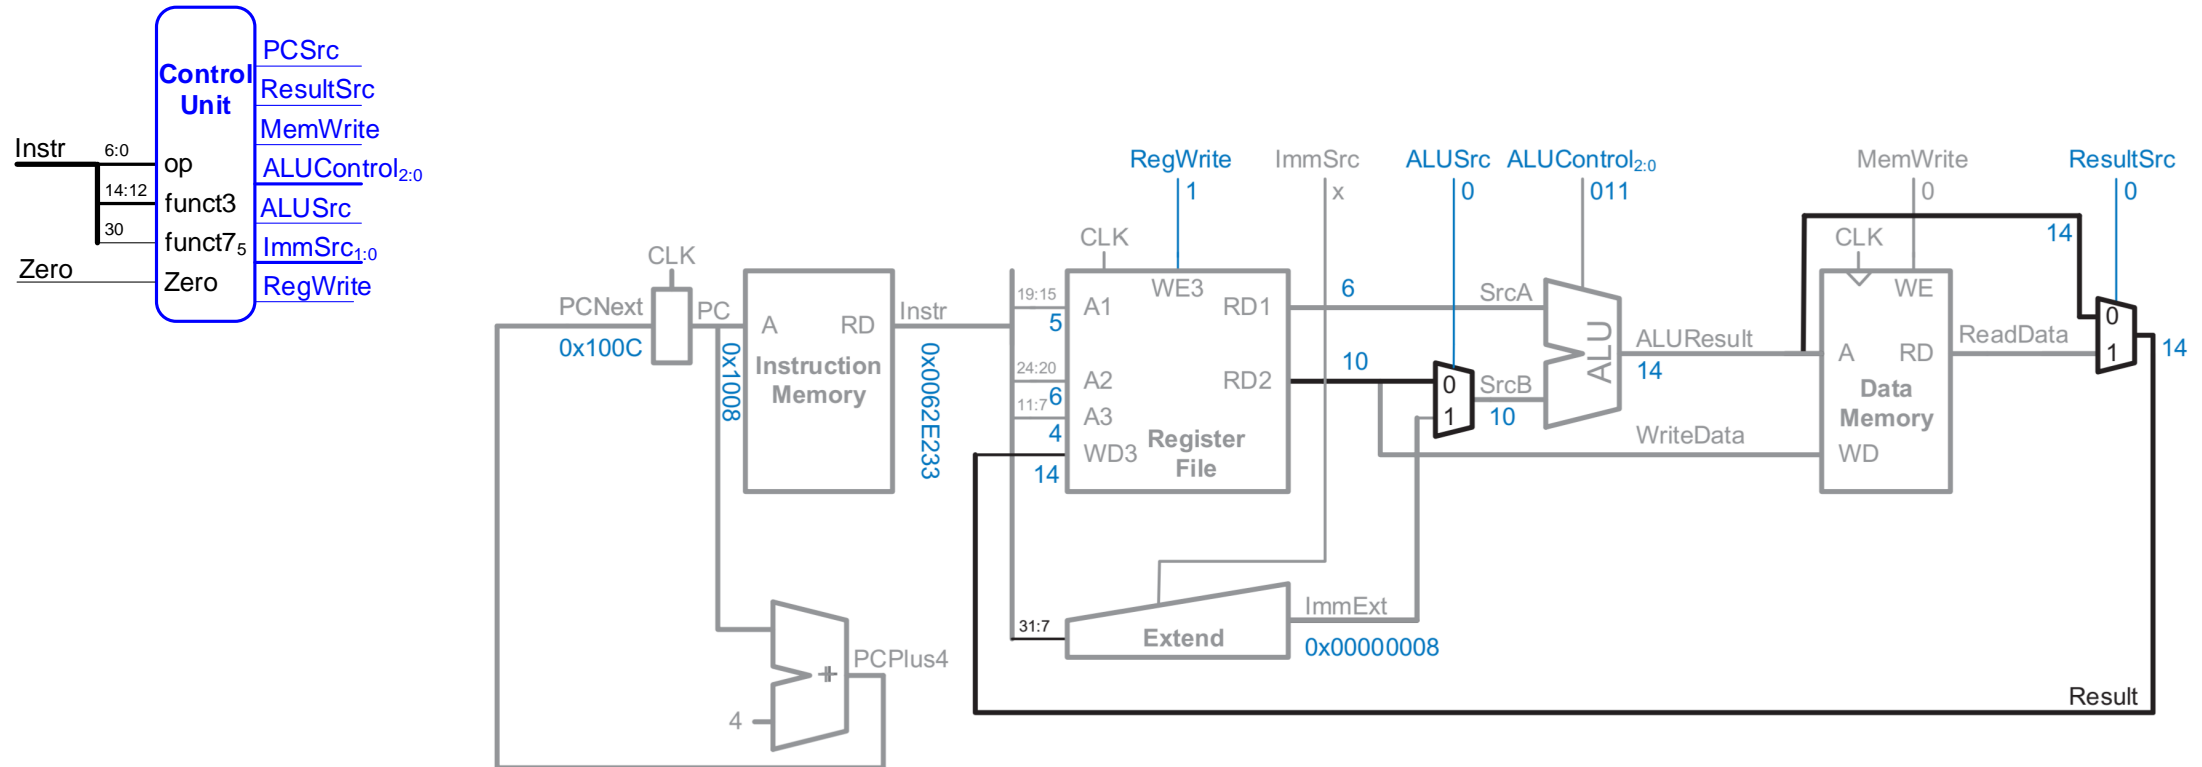 Control
Unit
PCSrc
ResultSrc
MemWrite
ALUControl2:0
ALUSrc
ImmSrc1:0
RegWrite
Instr
6:0
op
14:12
funct3
30
funct75
Zero
Zero
RegWrite
1
ImmSrc
x
ALUSrc
0
ALUControl2:0
011
MemWrite
0
ResultSrc
0
PCNext
0x100C
CLK
PC
0x1008
A
RD
Instruction
Memory
Instr
0x0062E233
CLK
WE3
19:15
5
A1
RD1
6
SrcA
24:20
6
A2
RD2
10
11:7
4
A3
14
WD3
Register
File
0
1
SrcB
10
ALU
ALUResult
14
WriteData
CLK
WE
14
A
RD
ReadData
Data
Memory
WD
0
1
14
31:7
Extend
ImmExt
0x00000008
4
+
PCPlus4
Result